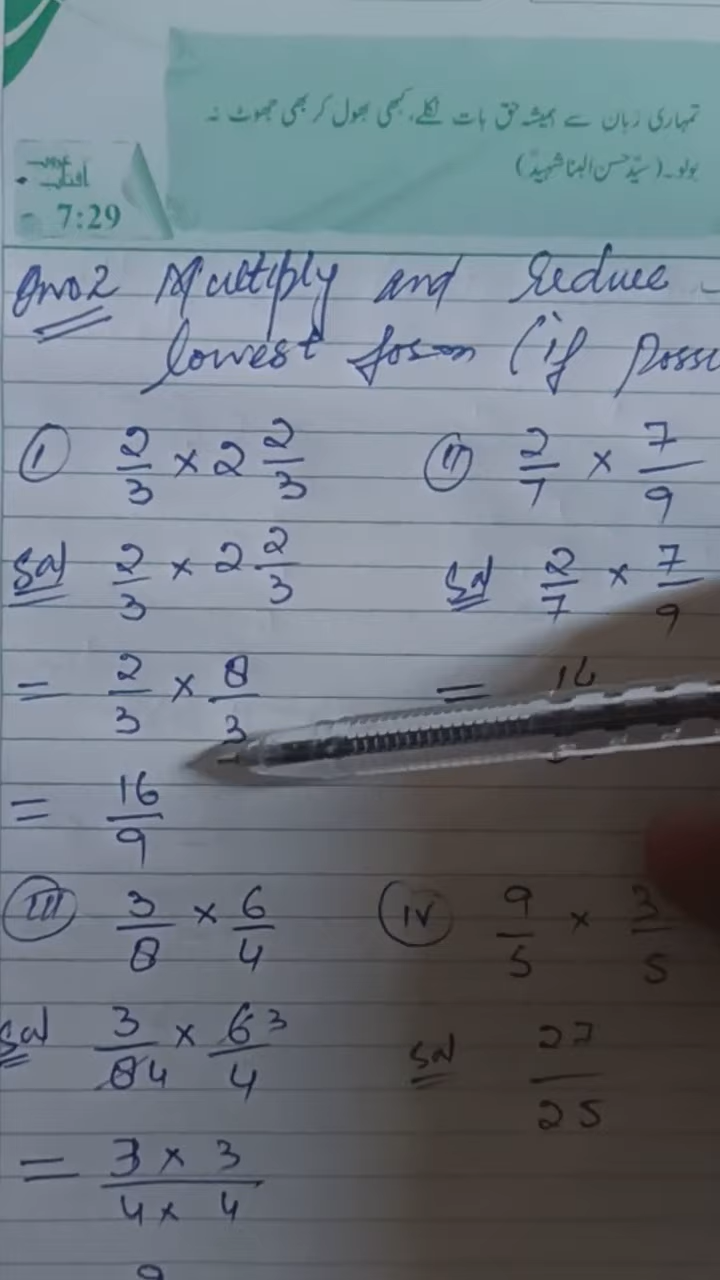 تمہاری زبان سے ہمیشہ حق بات نکلے، کبھی بھول کر بھی جھوٹ نہ
بولو۔ (سیّد حسن البنا شہیدؒ)
7:29
Qno2 Multiply and reduce
lowest form (if
(i) 2/3 × 2 2/3 (ii) 2/7 × 7/9
Sol 2/3 × 2 2/3 Sol 2/7 × 7/9
= 2/3 × 8/3 = 14
= 16/9
(III) 3/8 × 6/4 (IV) 9/5 × 3/5
Sol 3/8 4 × 6 3/4 Sol 27/25
= 3 × 3/4 × 4
9